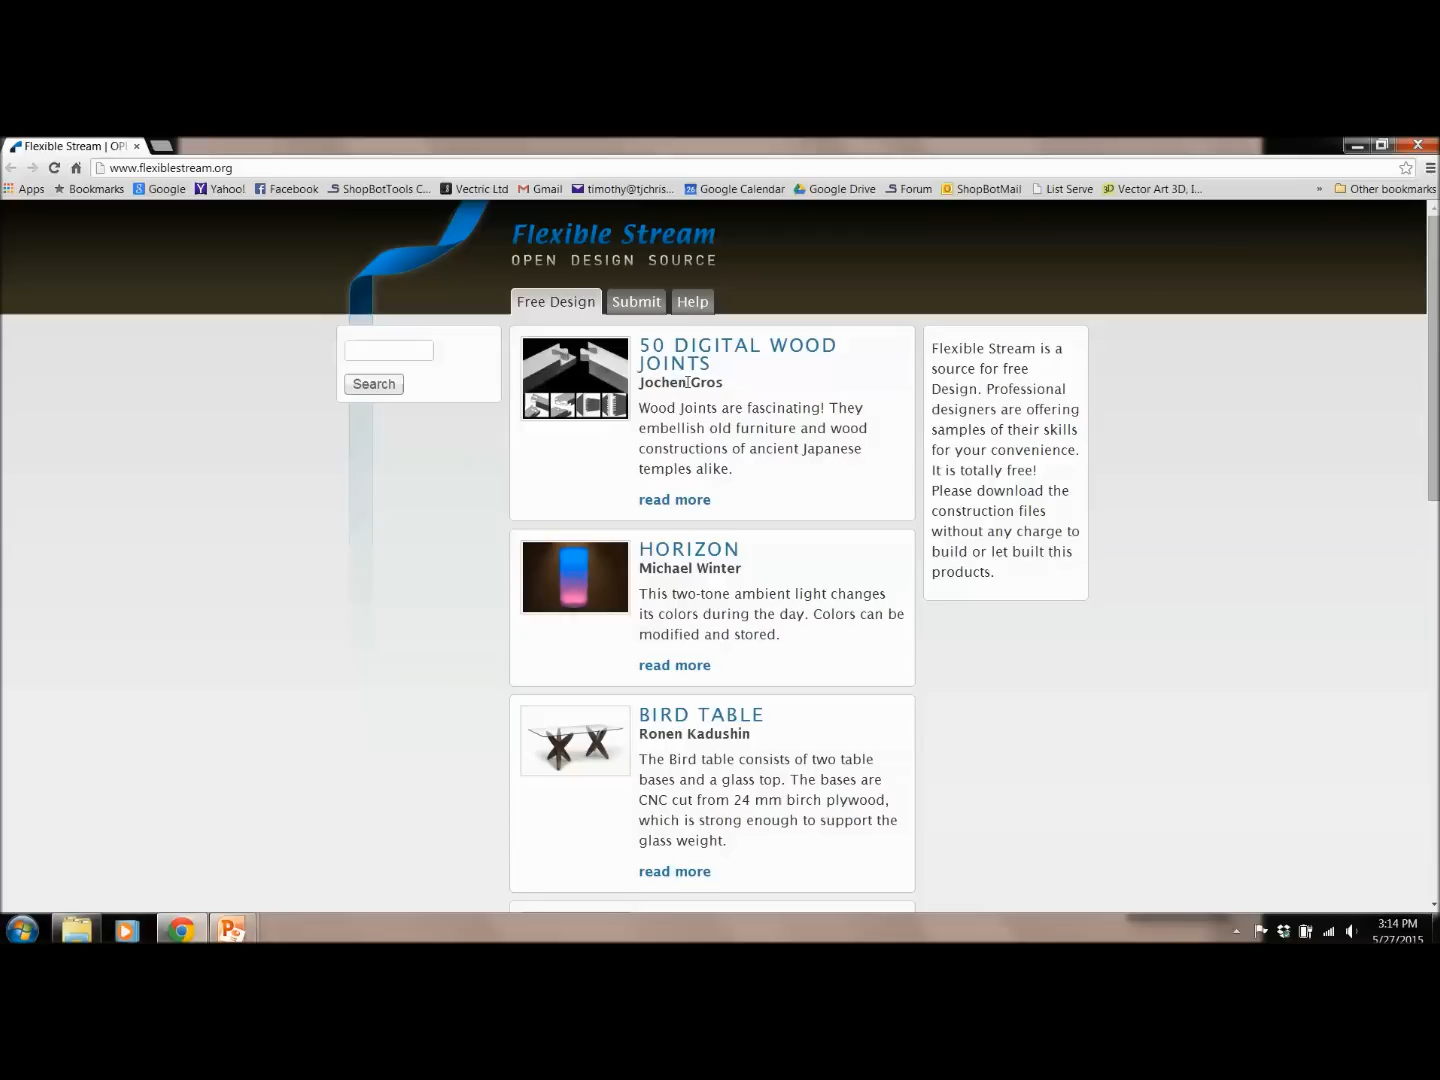 Flexible Stream | OPI
www.flexiblestream.org
Apps Bookmarks Google Yahoo! Facebook ShopBotTools C... Vectric Ltd Gmail timothy@tjchris... Google Calendar Google Drive Forum ShopBotMail List Serve Vector Art 3D, I... » Other bookmarks
Flexible Stream
OPEN DESIGN SOURCE
Free Design Submit Help
Search
50 DIGITAL WOOD
JOINTS
Jochen Gros
Wood Joints are fascinating! They
embellish old furniture and wood
constructions of ancient Japanese
temples alike.
read more
HORIZON
Michael Winter
This two-tone ambient light changes
its colors during the day. Colors can be
modified and stored.
read more
BIRD TABLE
Ronen Kadushin
The Bird table consists of two table
bases and a glass top. The bases are
CNC cut from 24 mm birch plywood,
which is strong enough to support the
glass weight.
read more
Flexible Stream is a
source for free
Design. Professional
designers are offering
samples of their skills
for your convenience.
It is totally free!
Please download the
construction files
without any charge to
build or let built this
products.
3:14 PM
5/27/2015